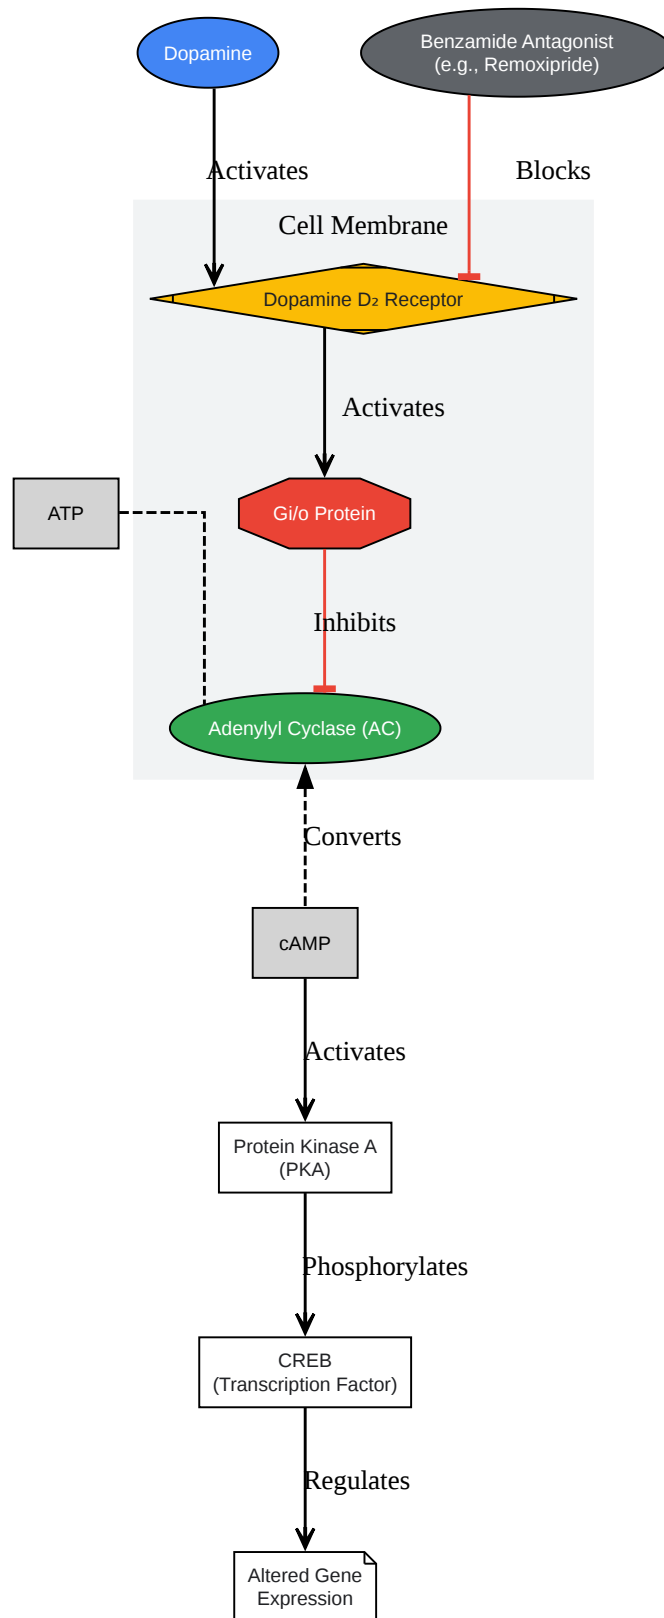 Dopamine
Benzamide Antagonist
(e.g., Remoxipride)
Activates
Blocks
Cell Membrane
Dopamine D₂ Receptor
Activates
ATP
Gi/o Protein
Inhibits
Adenylyl Cyclase (AC)
Converts
cAMP
Activates
Protein Kinase A
(PKA)
Phosphorylates
CREB
(Transcription Factor)
Regulates
Altered Gene
Expression